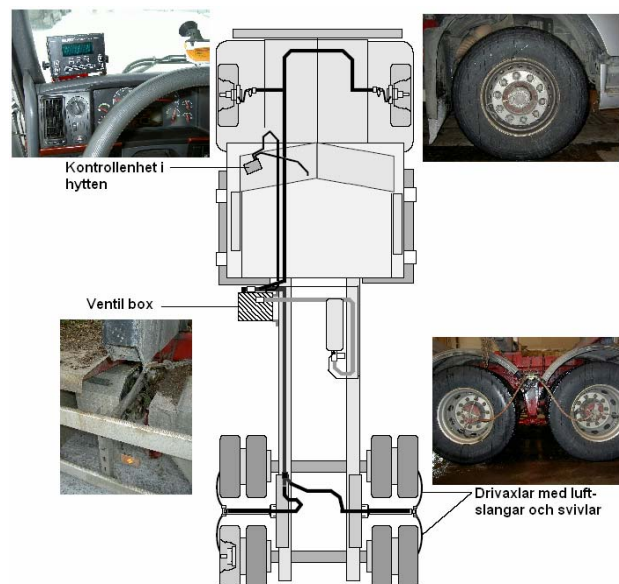 Kontrollenhet i
hytten
Ventil box
Drivaxlar med luft-
slangar och svivlar